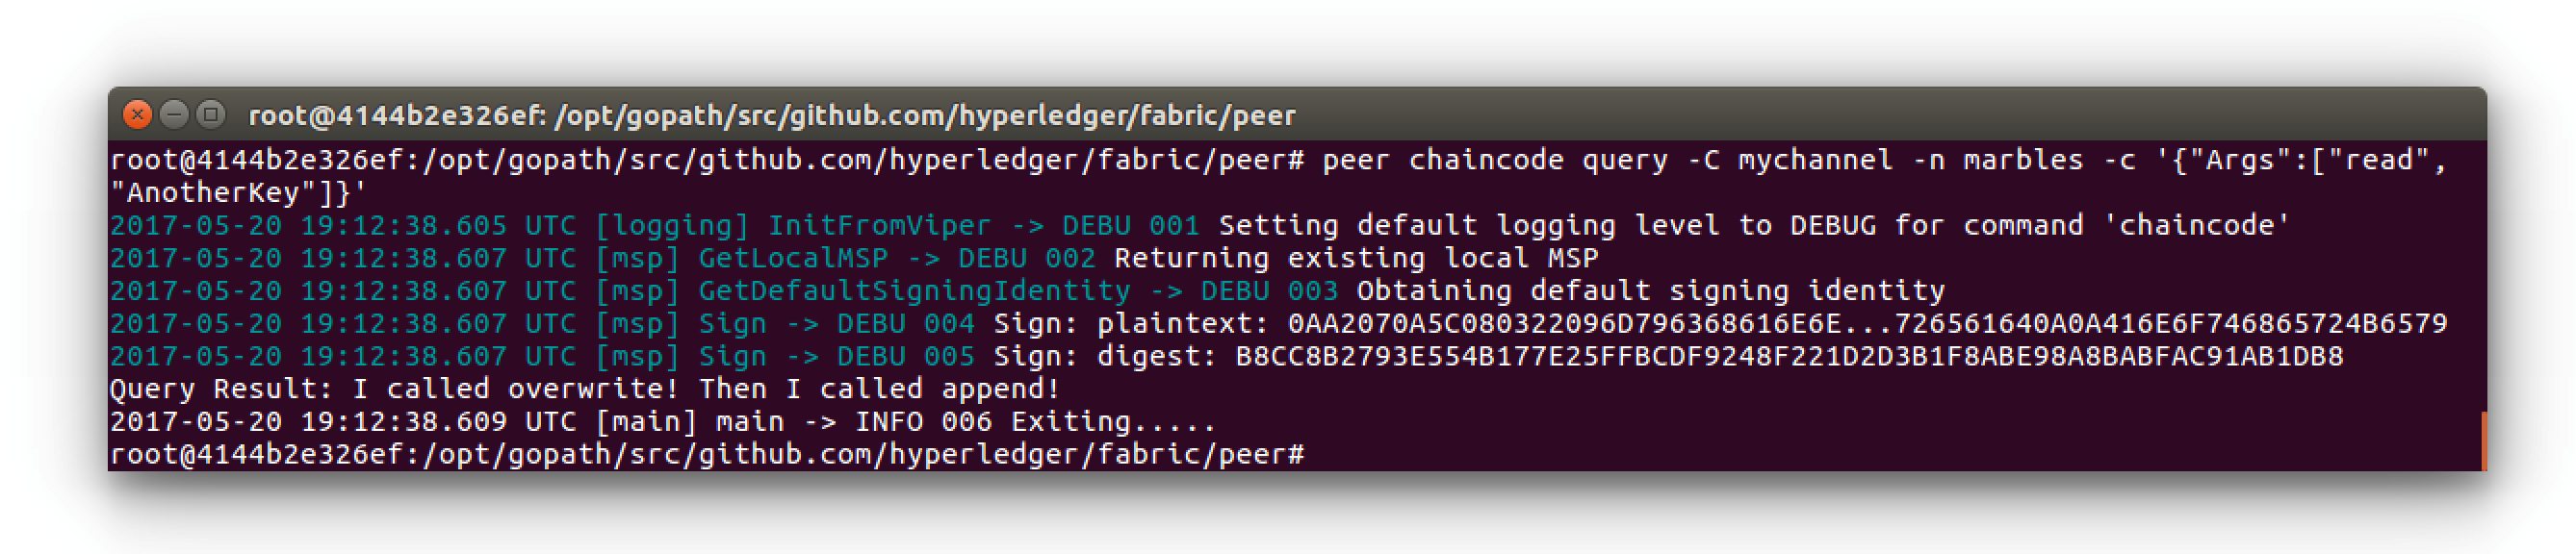 root@4144b2e326ef: /opt/gopath/src/github.com/hyperledger/fabric/peer
root@4144b2e326ef:/opt/gopath/src/github.com/hyperledger/fabric/peer# peer chaincode query -C mychannel -n marbles -c '{"Args":["read",
"AnotherKey"]}'
2017-05-20 19:12:38.605 UTC [logging] InitFromViper -> DEBU 001 Setting default logging level to DEBUG for command 'chaincode'
2017-05-20 19:12:38.607 UTC [msp] GetLocalMSP -> DEBU 002 Returning existing local MSP
2017-05-20 19:12:38.607 UTC [msp] GetDefaultSigningIdentity -> DEBU 003 Obtaining default signing identity
2017-05-20 19:12:38.607 UTC [msp] Sign -> DEBU 004 Sign: plaintext: 0AA2070A5C080322096D796368616E6E...726561640A0A416E6F746865724B6579
2017-05-20 19:12:38.607 UTC [msp] Sign -> DEBU 005 Sign: digest: B8CC8B2793E554B177E25FFBCDF9248F221D2D3B1F8ABE98A8BABFAC91AB1DB8
Query Result: I called overwrite! Then I called append!
2017-05-20 19:12:38.609 UTC [main] main -> INFO 006 Exiting.....
root@4144b2e326ef:/opt/gopath/src/github.com/hyperledger/fabric/peer#